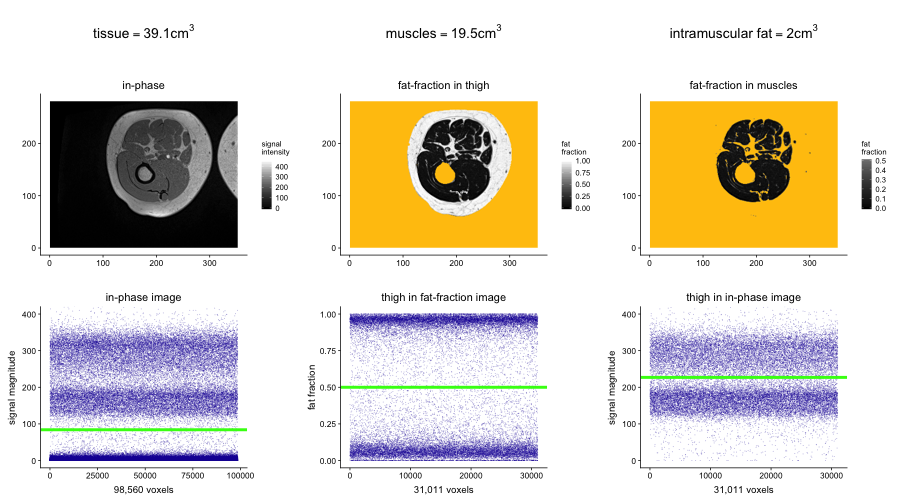 tissue = 39.1cm³ muscles = 19.5cm³ intramuscular fat = 2cm³
in-phase fat-fraction in thigh fat-fraction in muscles
signal intensity
400
300
200
100
0
fat fraction
1.00
0.75
0.50
0.25
0.00
fat fraction
0.5
0.4
0.3
0.2
0.1
0.0
200
100
0
0 100 200 300
200
100
0
0 100 200 300
200
100
0
0 100 200 300
in-phase image
signal magnitude
400
300
200
100
0
0 25000 50000 75000 100000
98,560 voxels
thigh in fat-fraction image
fat fraction
1.00
0.75
0.50
0.25
0.00
0 10000 20000 30000
31,011 voxels
thigh in in-phase image
signal magnitude
400
300
200
100
0
0 10000 20000 30000
31,011 voxels